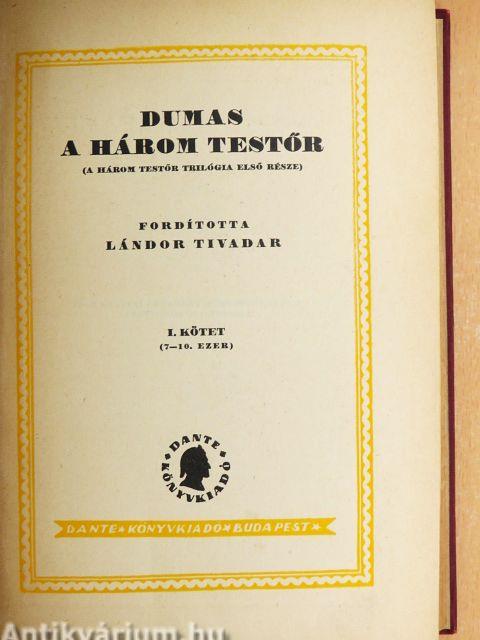 DUMAS
A HÁROM TESTŐR
(A HÁROM TESTŐR TRILÓGIA ELSŐ RÉSZE)
FORDÍTOTTA
LÁNDOR TIVADAR
I. KÖTET
(7—10. EZER)
DANTE
KÖNYVKIADÓ
DANTE ★ KÖNYVKIADO ★ BUDAPEST ★
Antikvárium.hu